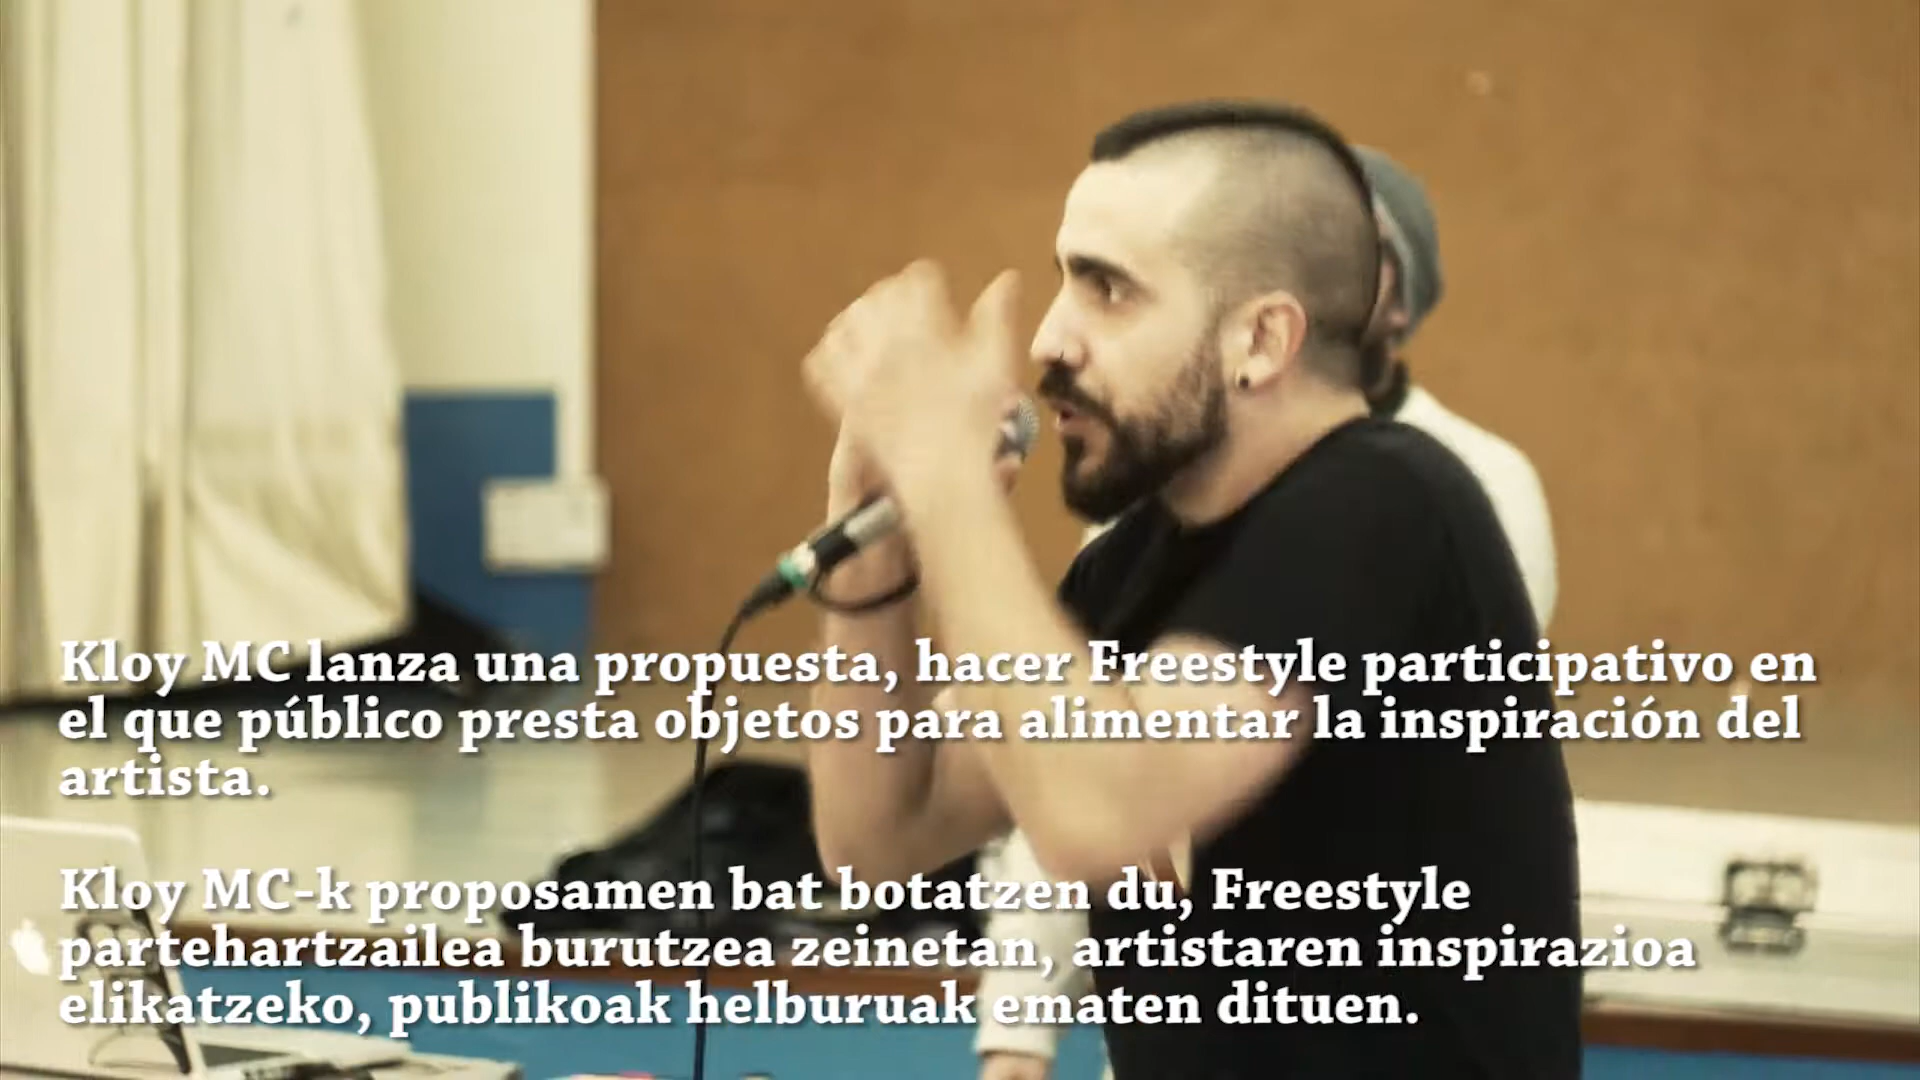 Kloy MC lanza una propuesta, hacer Freestyle participativo en
el que público presta objetos para alimentar la inspiración del
artista.
Kloy MC-k proposamen bat botatzen du, Freestyle
partehartzailea burutzea zeinetan, artistaren inspirazioa
elikatzeko, publikoak helburuak ematen dituen.